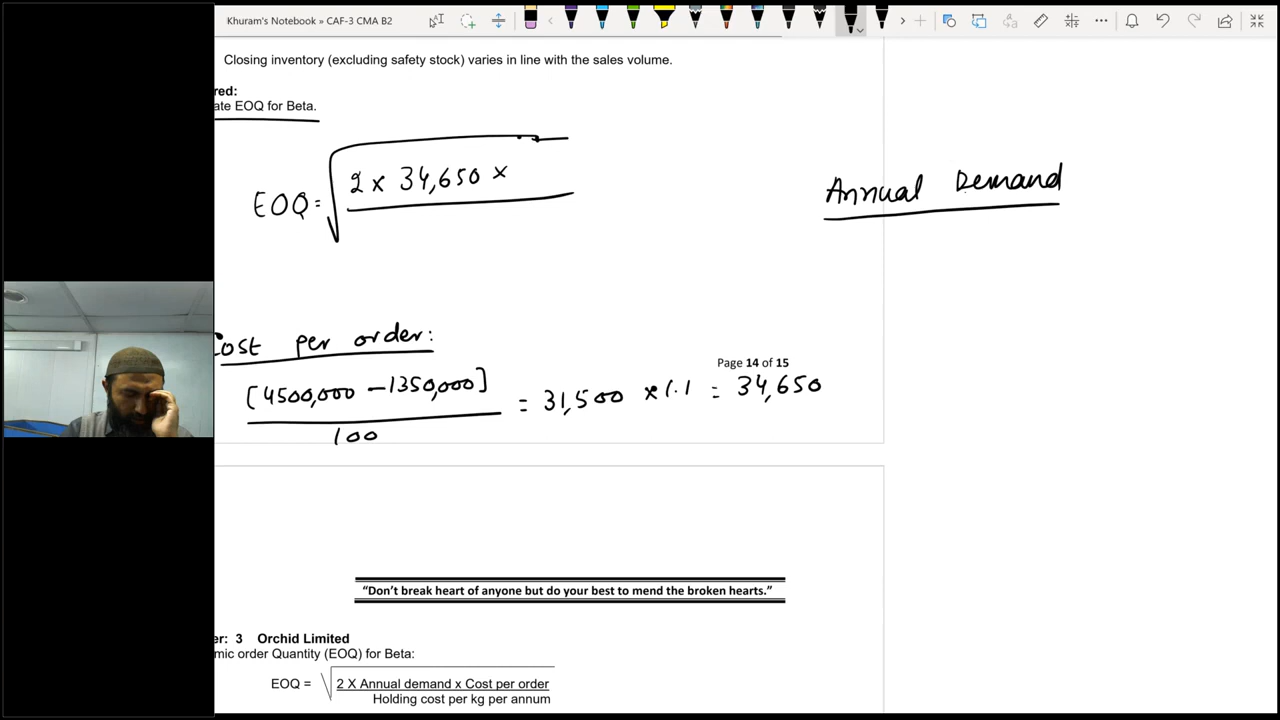 Khuram's Notebook » CAF-3 CMA B2
Closing inventory (excluding safety stock) varies in line with the sales volume.
red:
ate EOQ for Beta.
EOQ = √ 2 x 34,650 x
Annual Demand
Cost per order:
[4500,000 - 1350,000]
100
= 31,500 x 1.1 = 34,650
Page 14 of 15
“Don’t break heart of anyone but do your best to mend the broken hearts.”
er: 3 Orchid Limited
mic order Quantity (EOQ) for Beta:
EOQ = √ 2 X Annual demand x Cost per order
Holding cost per kg per annum